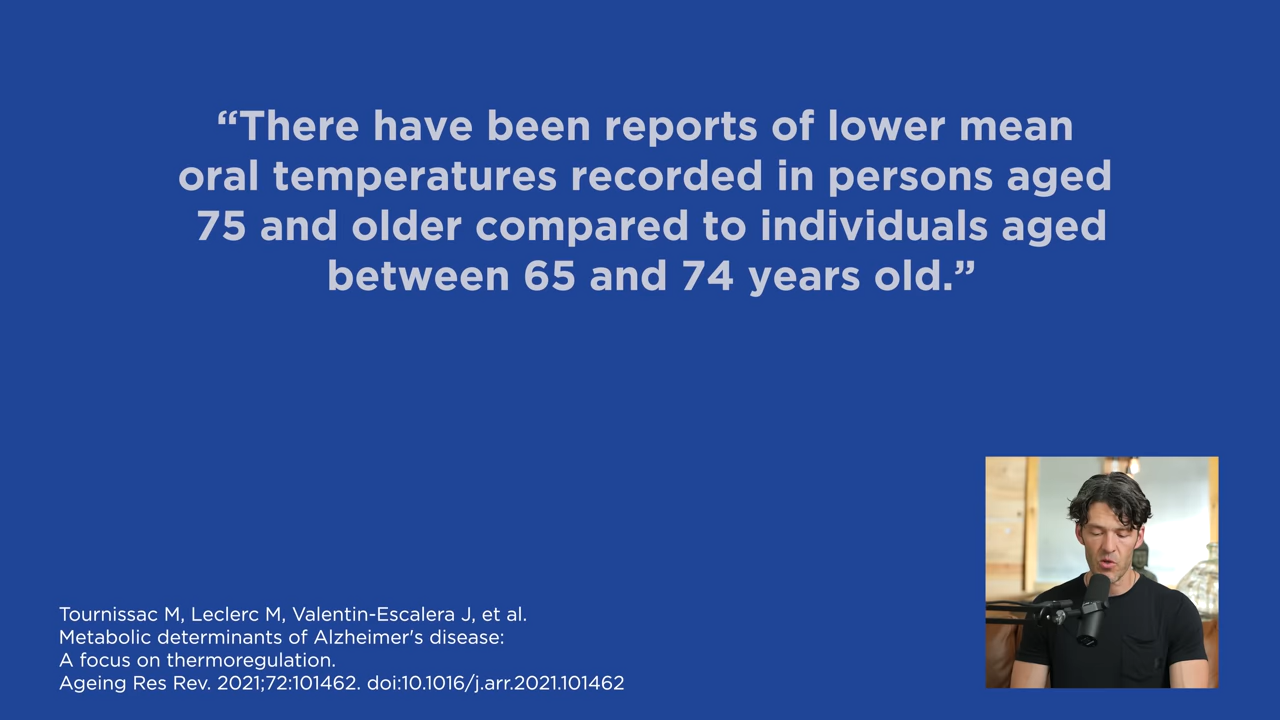 “There have been reports of lower mean
oral temperatures recorded in persons aged
75 and older compared to individuals aged
between 65 and 74 years old.”
Tournissac M, Leclerc M, Valentin-Escalera J, et al.
Metabolic determinants of Alzheimer's disease:
A focus on thermoregulation.
Ageing Res Rev. 2021;72:101462. doi:10.1016/j.arr.2021.101462